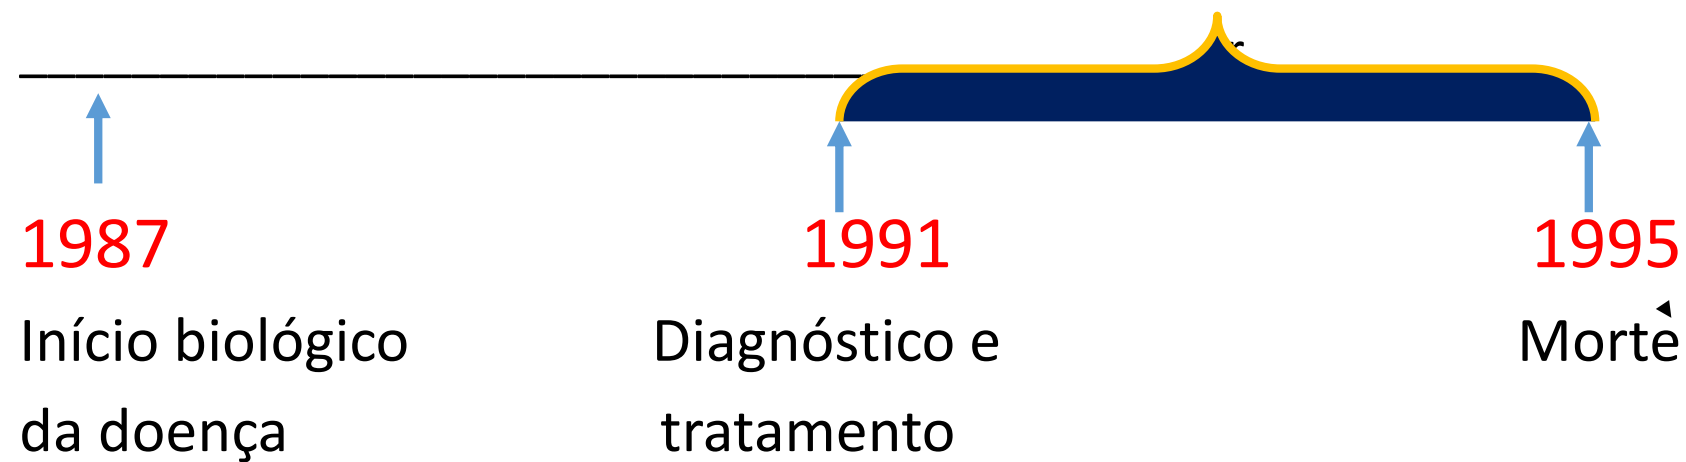 1987 1991 1995
Início biológico Diagnóstico e Morte
da doença tratamento